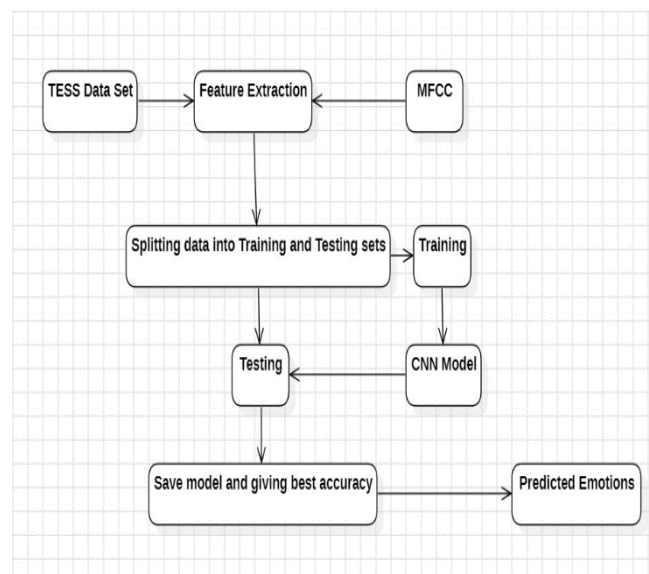 TESS Data Set
Feature Extraction
MFCC
Splitting data into Training and Testing sets
Training
Testing
CNN Model
Save model and giving best accuracy
Predicted Emotions